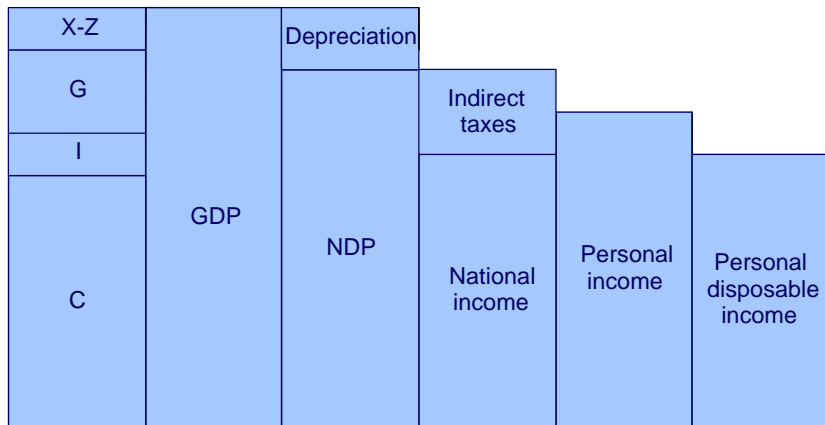 X-Z
G
I
C
GDP
Depreciation
NDP
Indirect
taxes
National
income
Personal
income
Personal
disposable
income